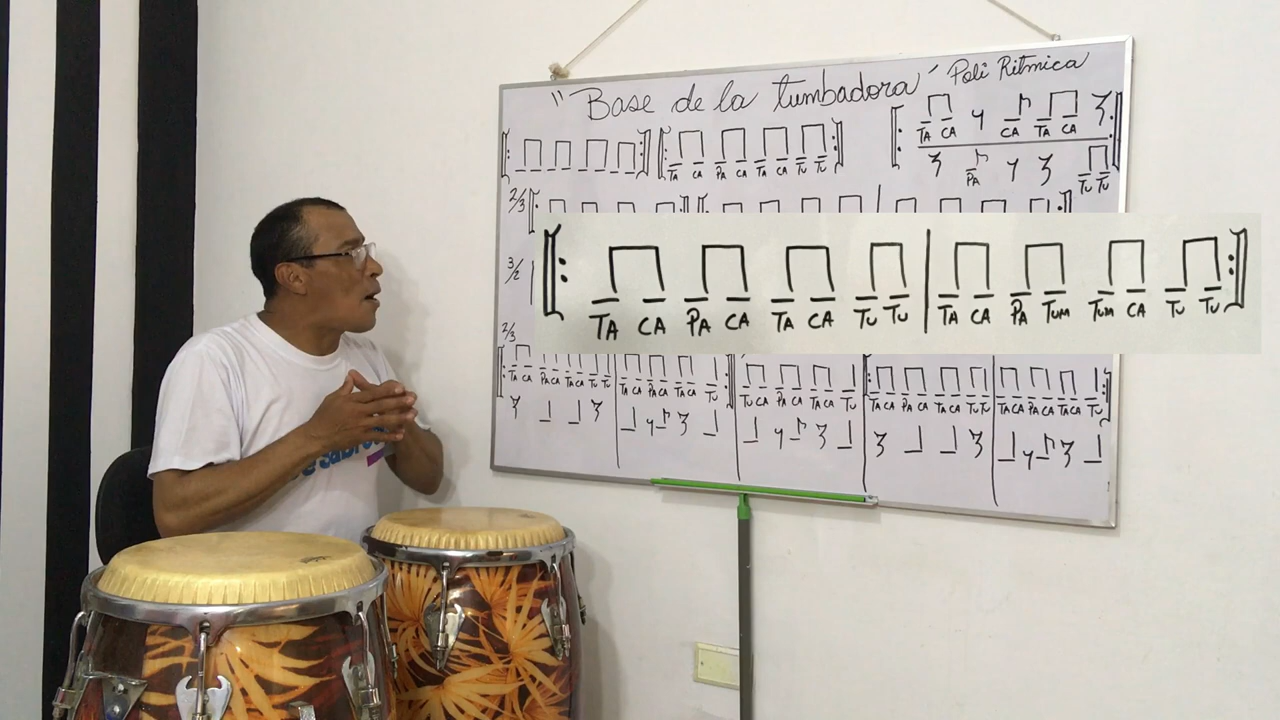 " Base de la tumbadora " Poli Ritmica
TA CA PA CA TA CA TU TU
TA CA CA TA CA
PA TU TU
2/3
3/2
TA CA PA CA TA CA TU TU TA CA PA TUM TUM CA TU TU
2/3
TA CA PA CA TA CA TU TU TA CA PA CA TA CA TU TU CA PA CA TA CA TU TA CA PA CA TA CA TU TU TA CA PA CA TA CA TU